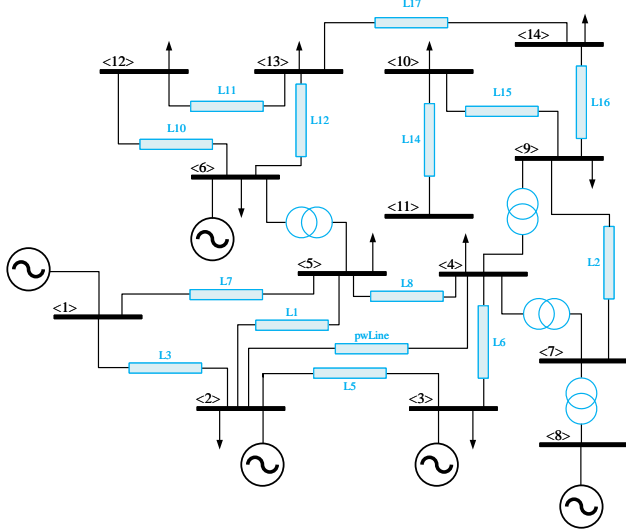 L17
<14>
<12>
<13>
<10>
L11
L15
L16
L12
L10
L14
<9>
<6>
<11>
<5>
<4>
L2
L7
L8
<1>
L1
pwLine
L6
<7>
L3
L5
<2>
<3>
<8>